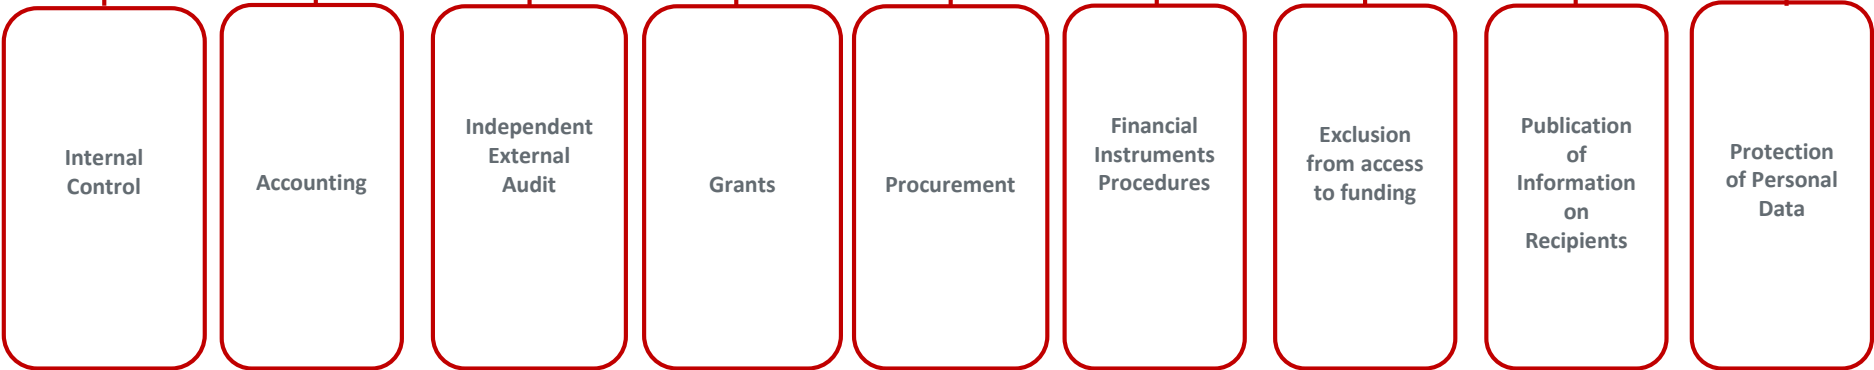 Internal
Control
Accounting
Independent
External
Audit
Grants
Procurement
Financial
Instruments
Procedures
Exclusion
from access
to funding
Publication
of
Information
on
Recipients
Protection
of Personal
Data